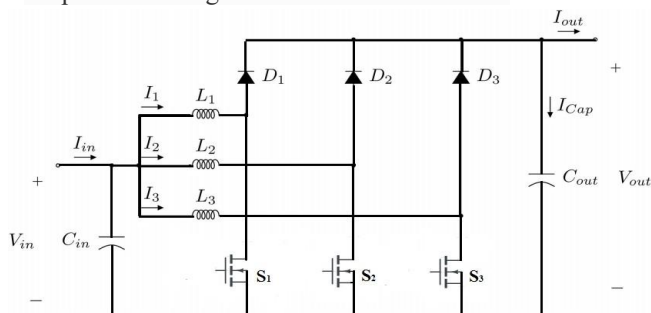 I_out
D_1
D_2
D_3
+
I_1
L_1
I_Cap
I_in
I_2
L_2
+
I_3
L_3
C_out
V_out
V_in
C_in
S_1
S_2
S_3
−
−